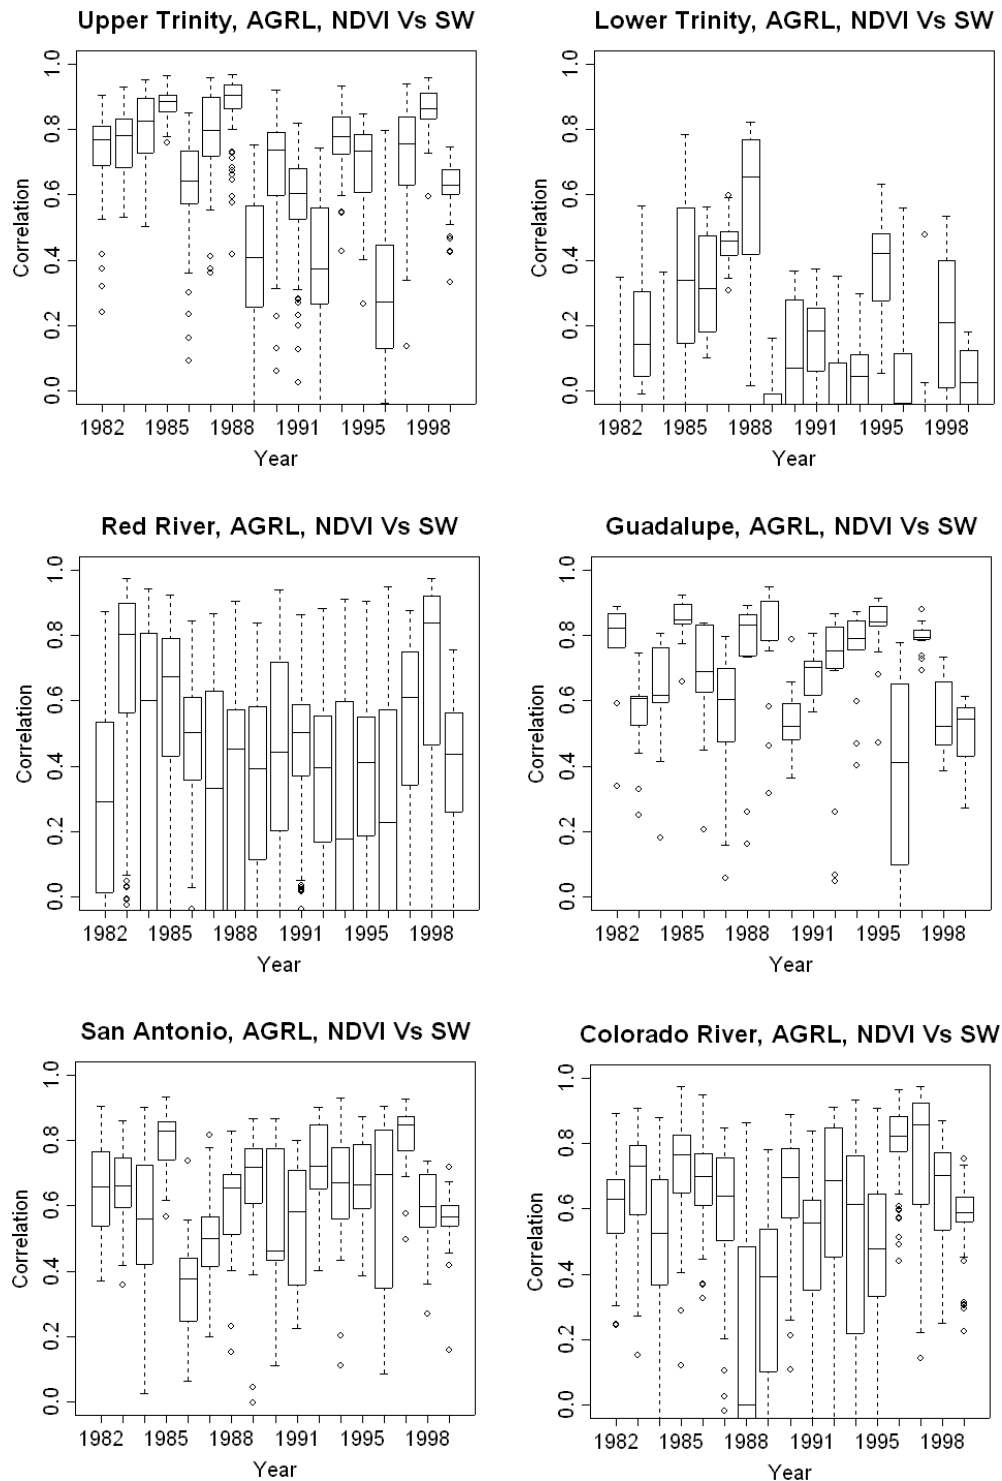 Upper Trinity, AGRL, NDVI Vs SW
Correlation
0.0 0.2 0.4 0.6 0.8 1.0
1982 1985 1988 1991 1995 1998
Year
Lower Trinity, AGRL, NDVI Vs SW
Correlation
0.0 0.2 0.4 0.6 0.8 1.0
1982 1985 1988 1991 1995 1998
Year
Red River, AGRL, NDVI Vs SW
Correlation
0.0 0.2 0.4 0.6 0.8 1.0
1982 1985 1988 1991 1995 1998
Year
Guadalupe, AGRL, NDVI Vs SW
Correlation
0.0 0.2 0.4 0.6 0.8 1.0
1982 1985 1988 1991 1995 1998
Year
San Antonio, AGRL, NDVI Vs SW
Correlation
0.0 0.2 0.4 0.6 0.8 1.0
1982 1985 1988 1991 1995 1998
Year
Colorado River, AGRL, NDVI Vs SW
Correlation
0.0 0.2 0.4 0.6 0.8 1.0
1982 1985 1988 1991 1995 1998
Year